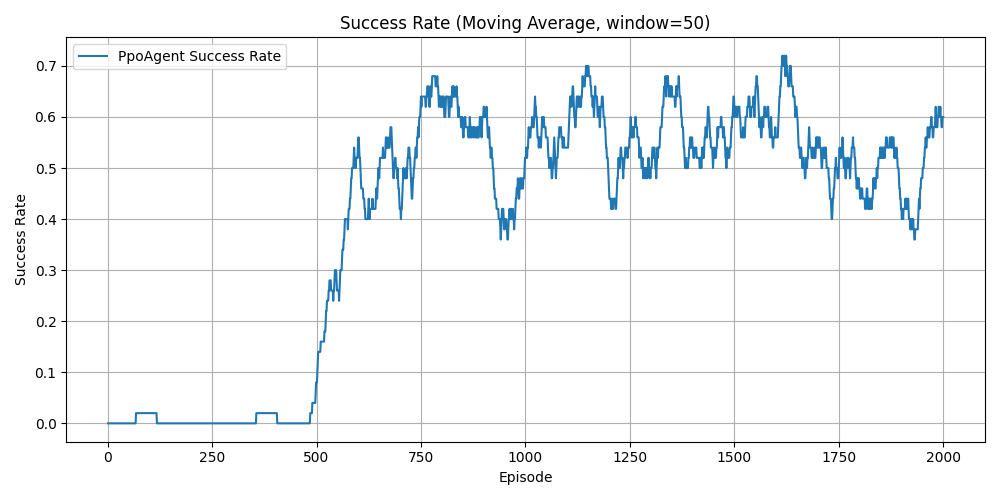 Success Rate (Moving Average, window=50)
PpoAgent Success Rate
Success Rate
0.7
0.6
0.5
0.4
0.3
0.2
0.1
0.0
0 250 500 750 1000 1250 1500 1750 2000
Episode